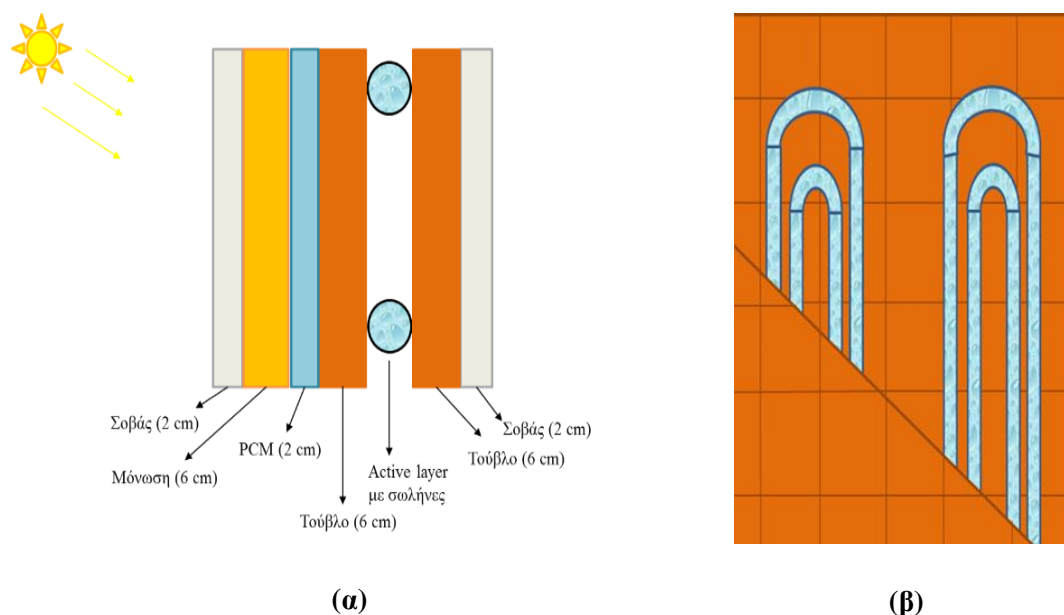 Σοβάς (2 cm)
Μόνωση (6 cm)
PCM (2 cm)
Τούβλο (6 cm)
Active layer
με σωλήνες
Σοβάς (2 cm)
Τούβλο (6 cm)
(α)
(β)